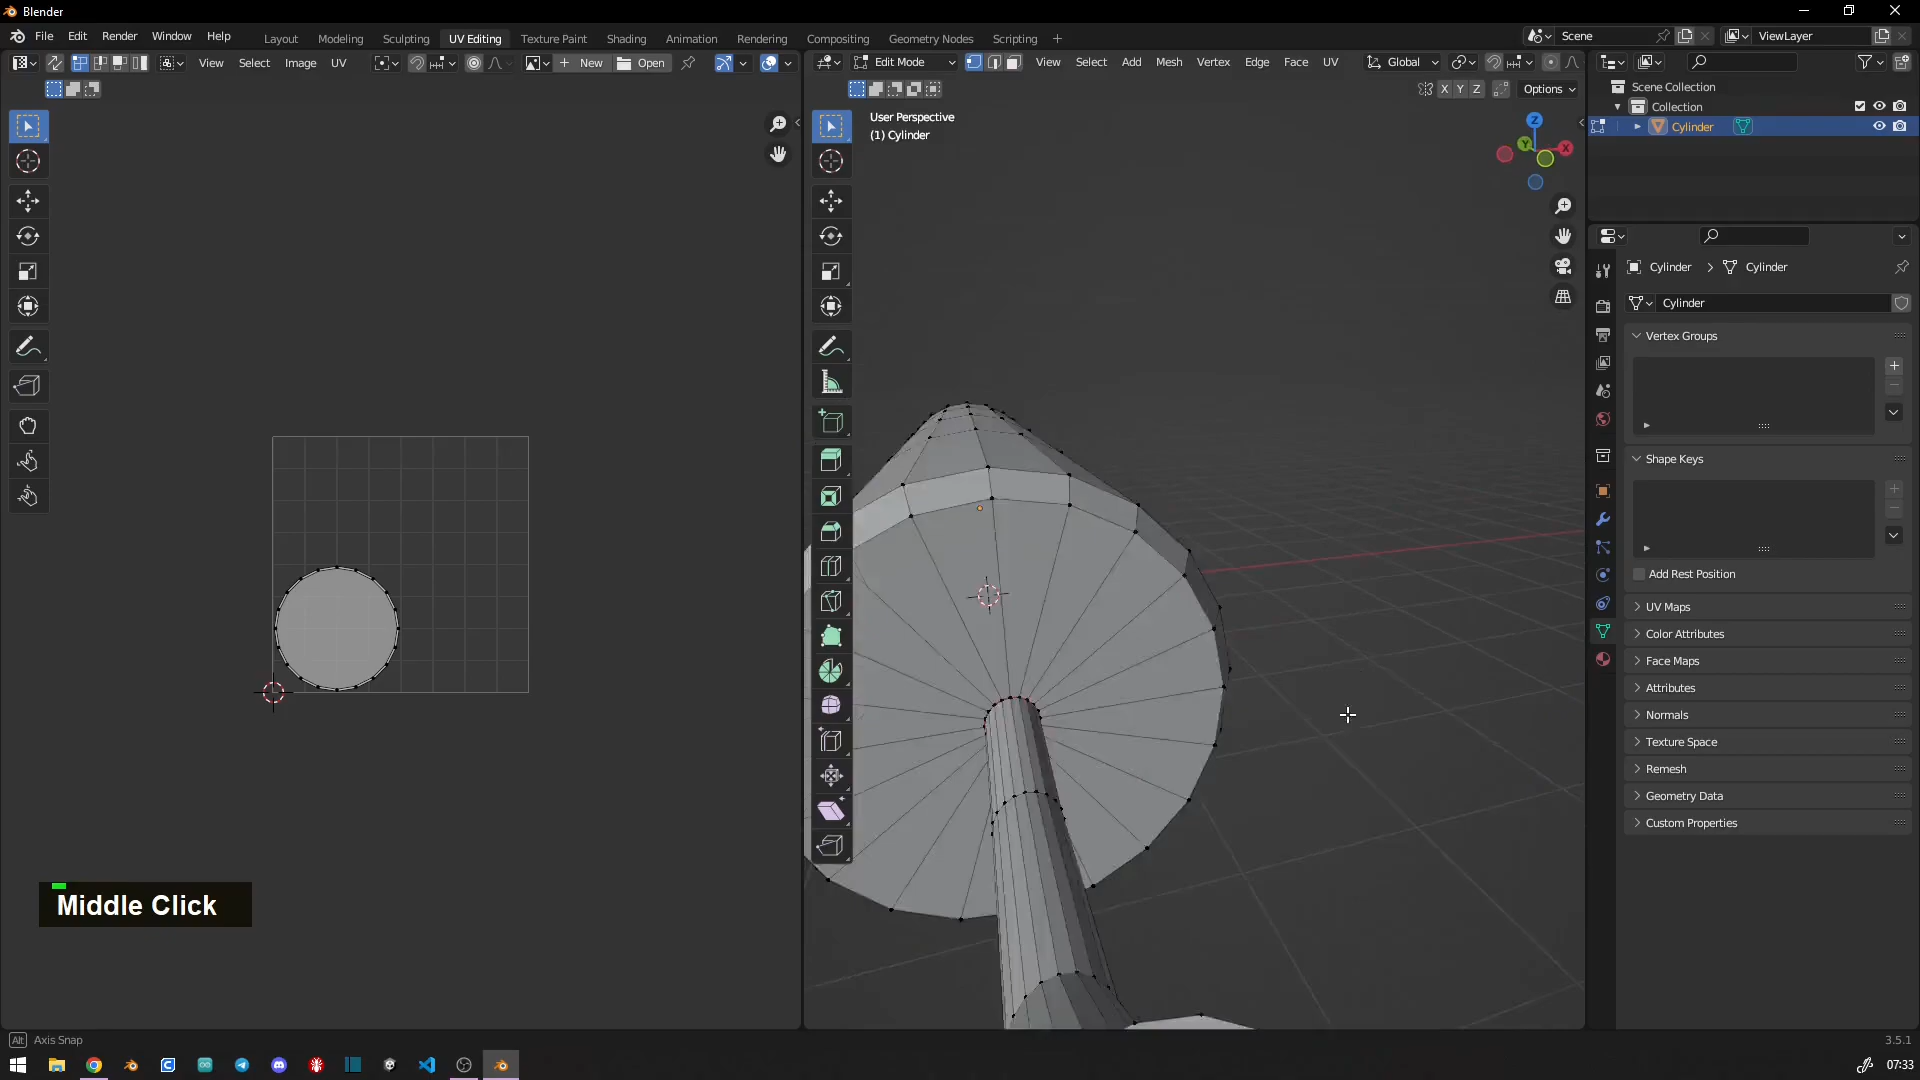 Blender
File Edit Render Window Help
Layout Modeling Sculpting UV Editing Texture Paint Shading Animation Rendering Compositing Geometry Nodes Scripting
Scene
ViewLayer
View Select Image UV
New Open
Edit Mode
View Select Add Mesh Vertex Edge Face UV
Global
X Y Z
Options
User Perspective
(1) Cylinder
Z
Y
X
Scene Collection
Collection
Cylinder
Cylinder > Cylinder
Cylinder
Vertex Groups
Shape Keys
Add Rest Position
UV Maps
Color Attributes
Face Maps
Attributes
Normals
Texture Space
Remesh
Geometry Data
Custom Properties
Middle Click
Alt Axis Snap
3.5.1
07:33